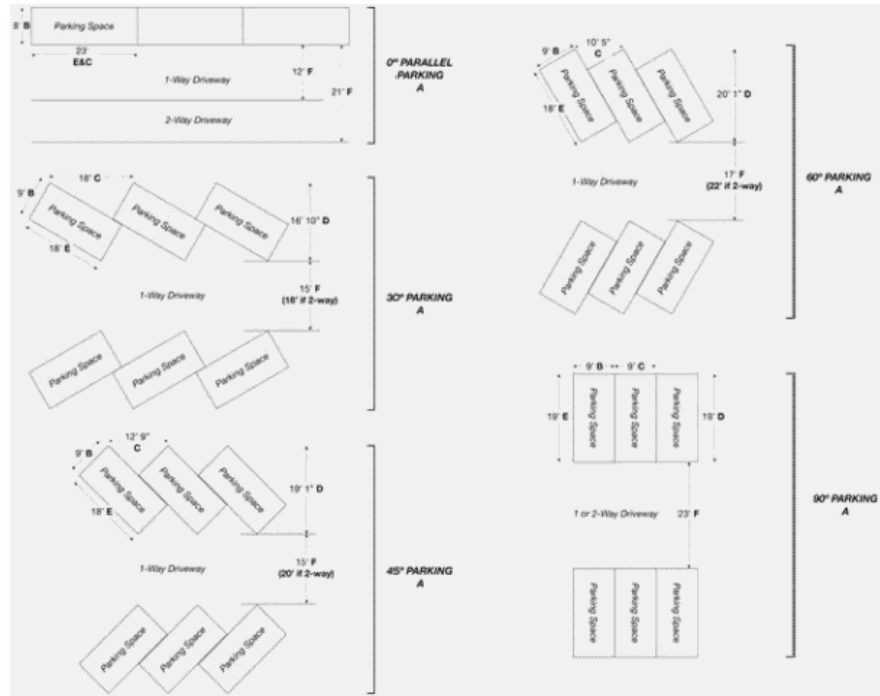 8' B
Parking Space
23'
E&C
1-Way Driveway
12' F
21' F
2-Way Driveway
0° PARALLEL
PARKING
A
9' B
18' C
Parking Space
Parking Space
Parking Space
18' E
16' 10" D
1-Way Driveway
15' F
(18' if 2-way)
30° PARKING
A
Parking Space
Parking Space
Parking Space
9' B
12' 9"
C
Parking Space
Parking Space
Parking Space
18' E
19' 1" D
1-Way Driveway
15' F
(20' if 2-way)
45° PARKING
A
Parking Space
Parking Space
Parking Space
9' B
10' 5"
C
Parking Space
Parking Space
Parking Space
18' E
20' 1" D
1-Way Driveway
17' F
(22' if 2-way)
60° PARKING
A
Parking Space
Parking Space
Parking Space
9' B
9' C
19' E
Parking Space
Parking Space
Parking Space
19' D
1 or 2-Way Driveway
23' F
90° PARKING
A
Parking Space
Parking Space
Parking Space